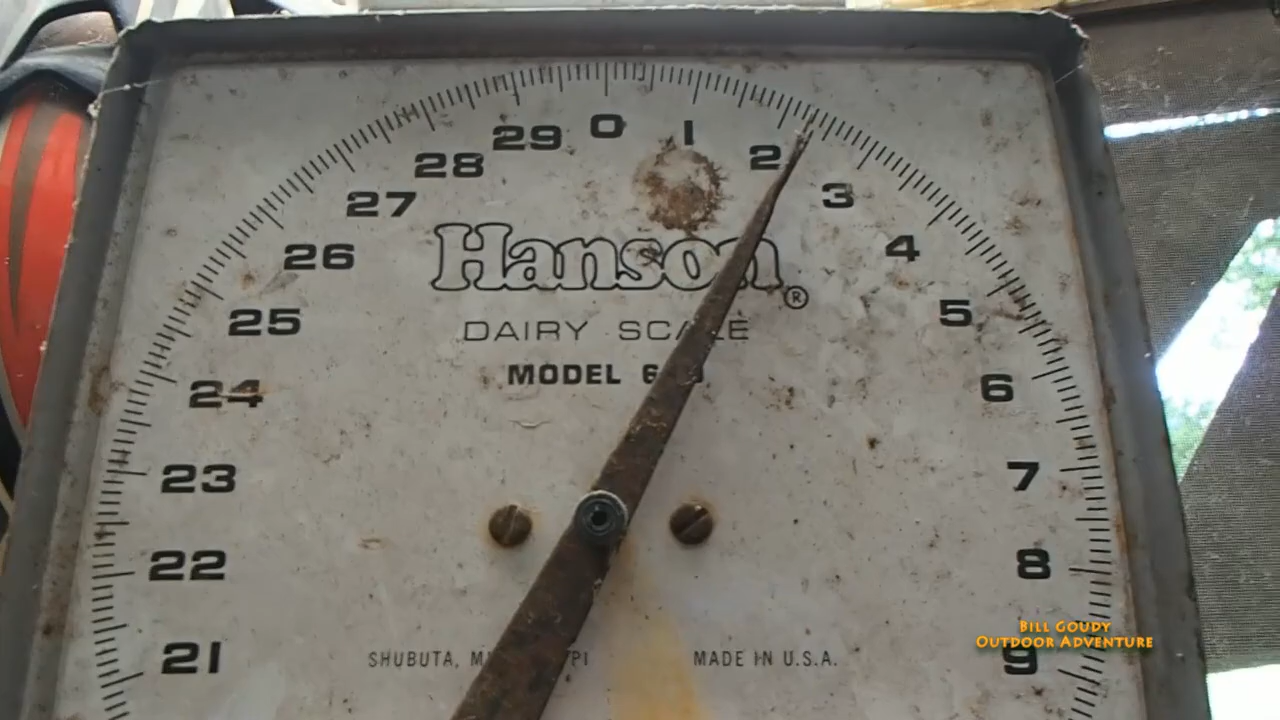 29 0 1
28 2
27 3
Hanson®
26 4
DAIRY SCALE
25 5
MODEL
24 6
23 7
22 8
BILL GOUDY
OUTDOOR ADVENTURE
21 SHUBUTA, MADE IN U.S.A. 9